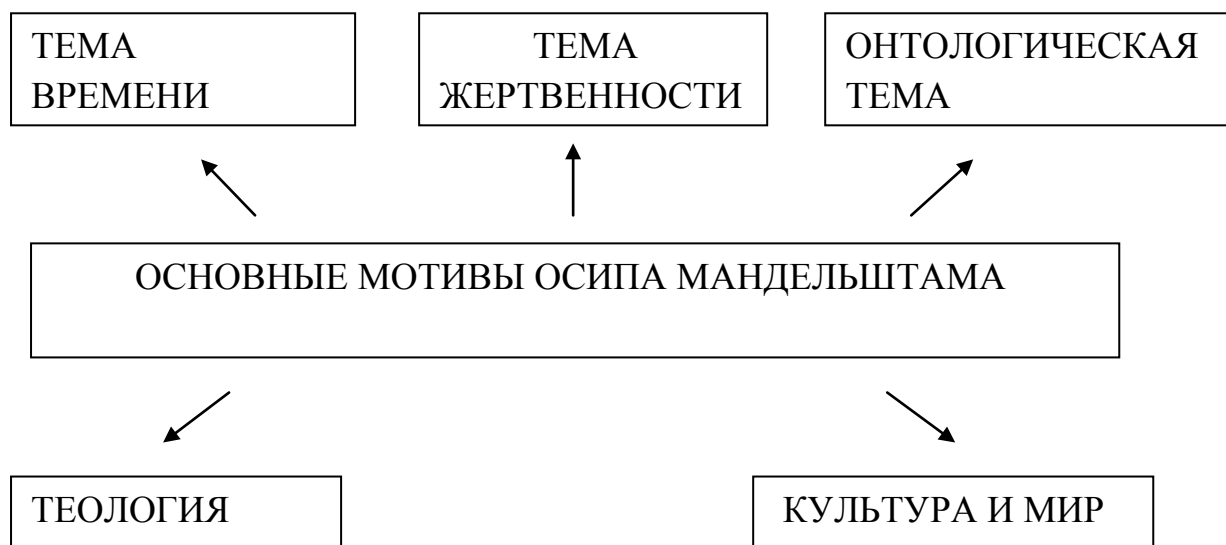 ТЕМА
ВРЕМЕНИ
ТЕМА
ЖЕРТВЕННОСТИ
ОНТОЛОГИЧЕСКАЯ
ТЕМА
ОСНОВНЫЕ МОТИВЫ ОСИПА МАНДЕЛЬШТАМА
ТЕОЛОГИЯ
КУЛЬТУРА И МИР